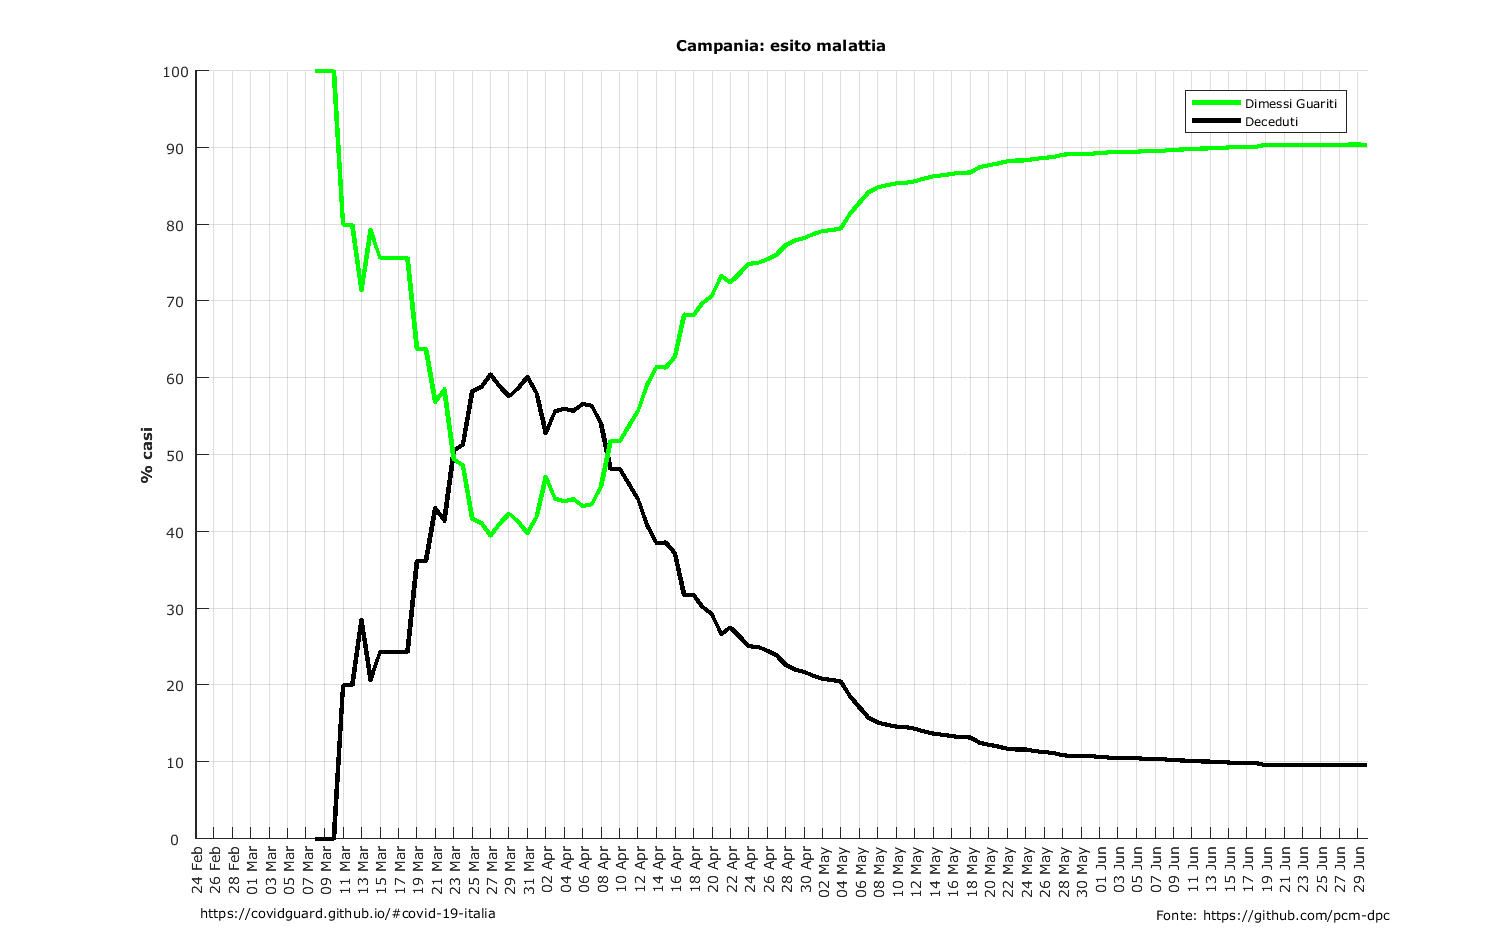 Campania: esito malattia
Dimessi Guariti
Deceduti
% casi
100
90
80
70
60
50
40
30
20
10
0
24 Feb
26 Feb
28 Feb
01 Mar
03 Mar
05 Mar
07 Mar
09 Mar
11 Mar
13 Mar
15 Mar
17 Mar
19 Mar
21 Mar
23 Mar
25 Mar
27 Mar
29 Mar
31 Mar
02 Apr
04 Apr
06 Apr
08 Apr
10 Apr
12 Apr
14 Apr
16 Apr
18 Apr
20 Apr
22 Apr
24 Apr
26 Apr
28 Apr
30 Apr
02 May
04 May
06 May
08 May
10 May
12 May
14 May
16 May
18 May
20 May
22 May
24 May
26 May
28 May
30 May
01 Jun
03 Jun
05 Jun
07 Jun
09 Jun
11 Jun
13 Jun
15 Jun
17 Jun
19 Jun
21 Jun
23 Jun
25 Jun
27 Jun
29 Jun
https://covidguard.github.io/#covid-19-italia
Fonte: https://github.com/pcm-dpc